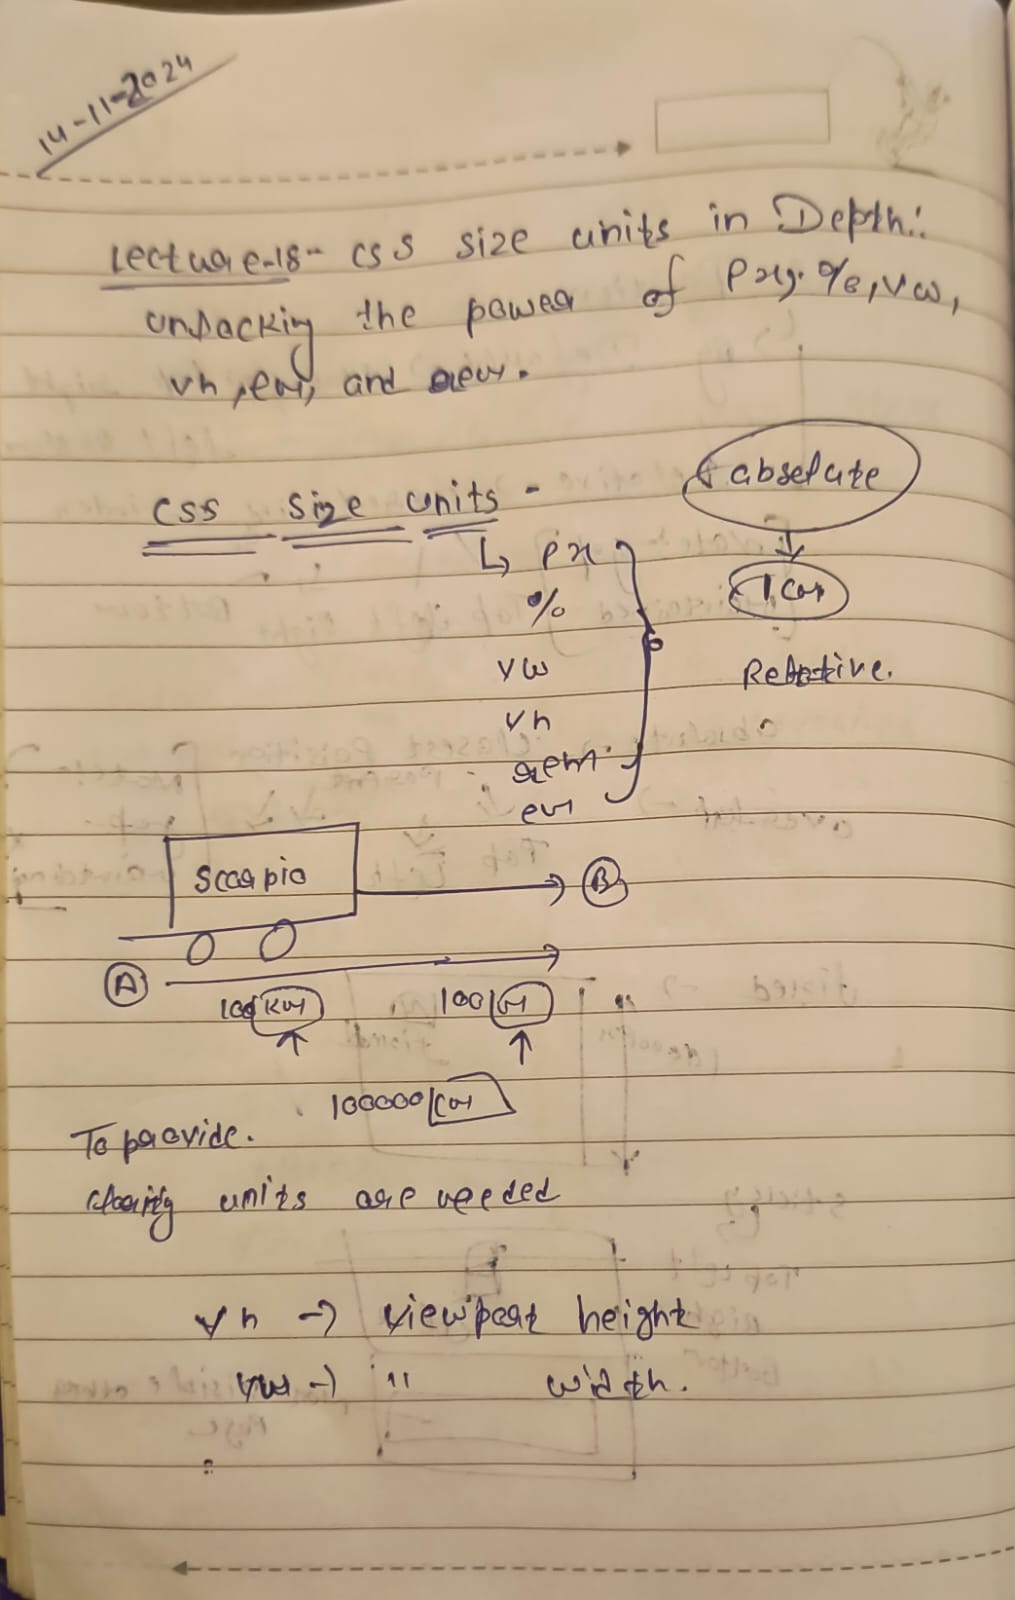 14-11-2024
Lecture-18- CSS size units in Depth:
unpacking the power of Px, %, vw,
vh, em, and rem.
CSS Size units -
absolute
↳ px
1 cm
%
vw
Relative.
vh
rem
em
Scorpio
B
A
100 km 100 m
100000 cm
To provide.
clarity units are needed
vh → viewport height
vw → " width.